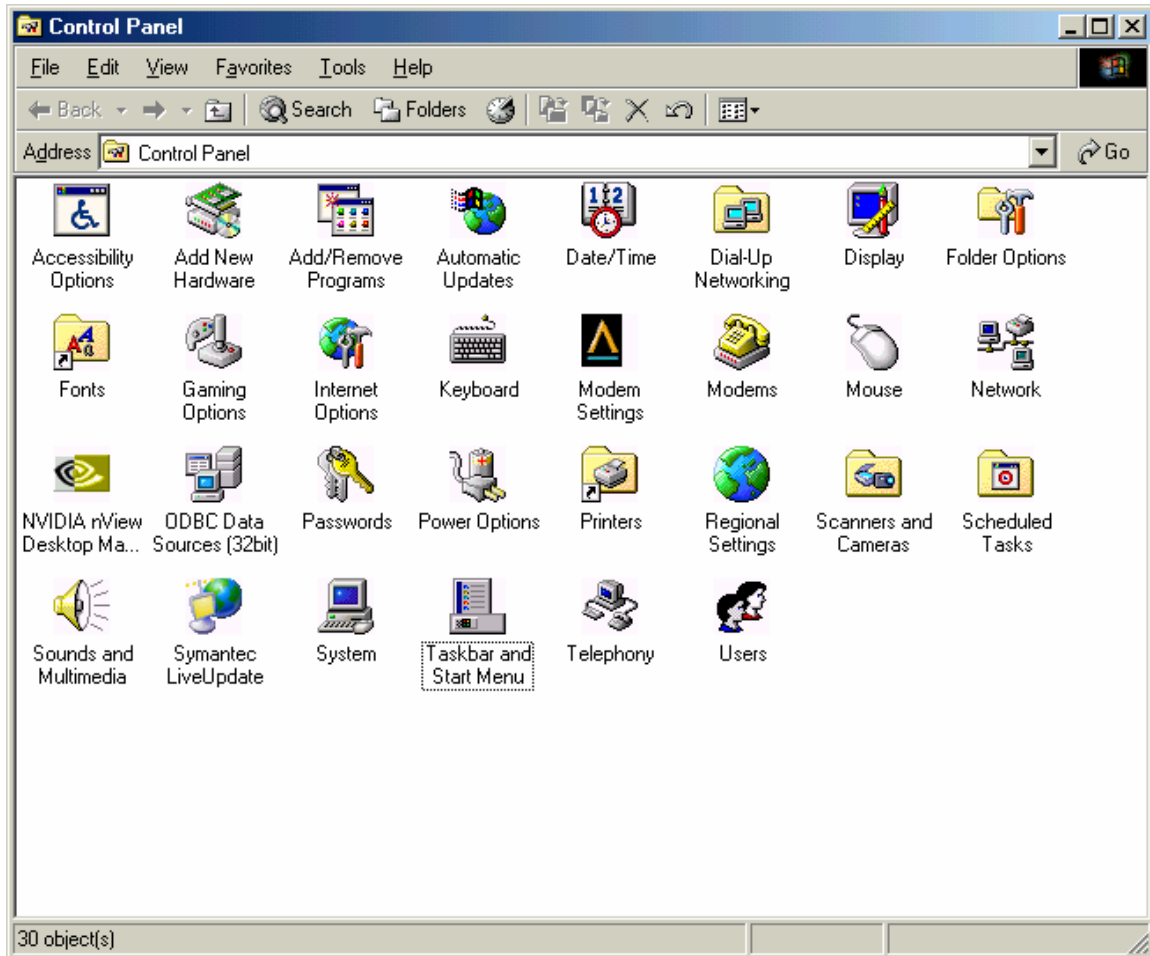 Control Panel
File Edit View Favorites Tools Help
Back Search Folders
Address Control Panel Go
Accessibility Options
Add New Hardware
Add/Remove Programs
Automatic Updates
Date/Time
Dial-Up Networking
Display
Folder Options
Fonts
Gaming Options
Internet Options
Keyboard
Modem Settings
Modems
Mouse
Network
NVIDIA nView Desktop Ma...
ODBC Data Sources (32bit)
Passwords
Power Options
Printers
Regional Settings
Scanners and Cameras
Scheduled Tasks
Sounds and Multimedia
Symantec LiveUpdate
System
Taskbar and Start Menu
Telephony
Users
30 object(s)